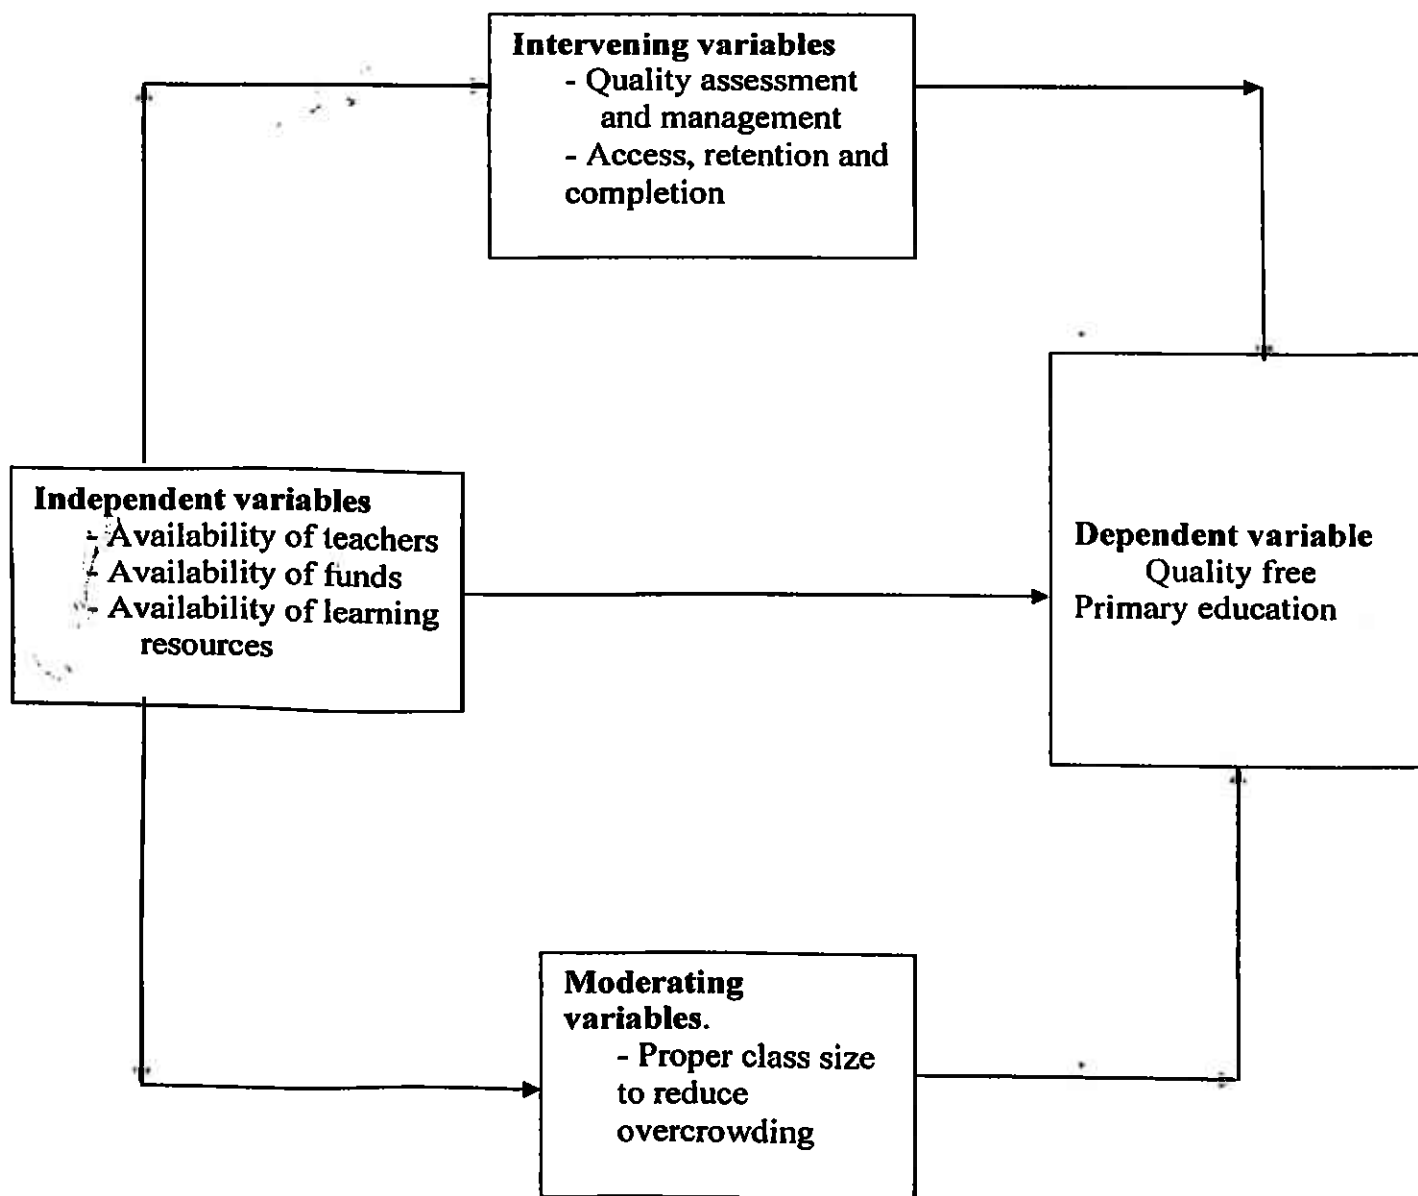 Intervening variables
- Quality assessment
and management
- Access, retention and
completion
Independent variables
- Availability of teachers
- Availability of funds
- Availability of learning
resources
Dependent variable
Quality free
Primary education
Moderating
variables.
- Proper class size
to reduce
overcrowding